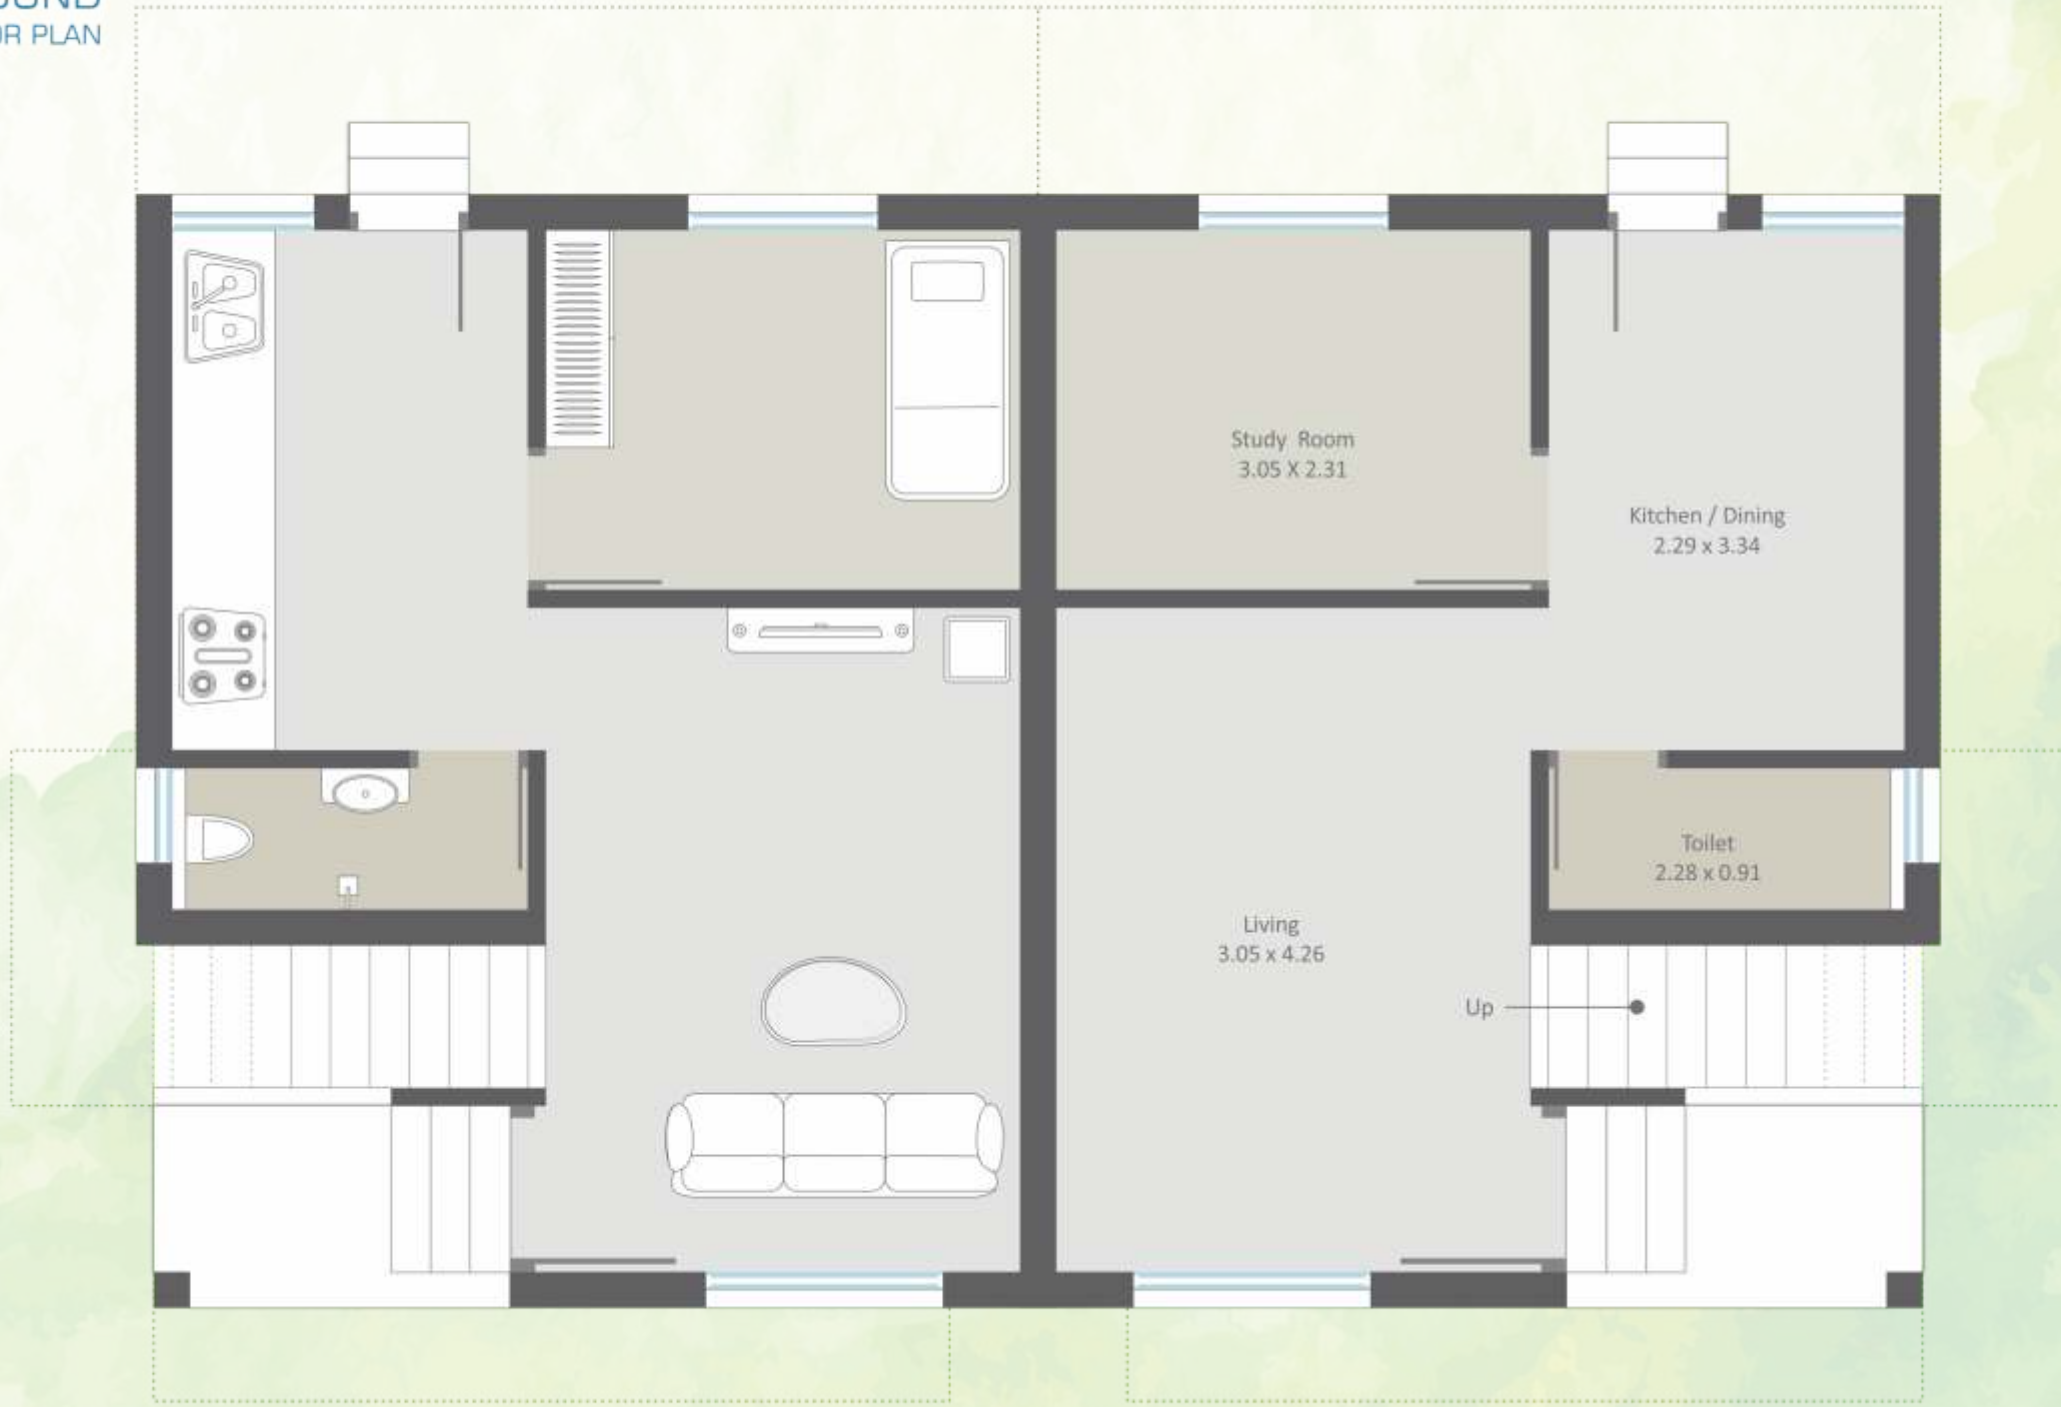 PLAN
Study Room
3.05 X 2.31
Kitchen / Dining
2.29 x 3.34
Toilet
2.28 x 0.91
Living
3.05 x 4.26
Up